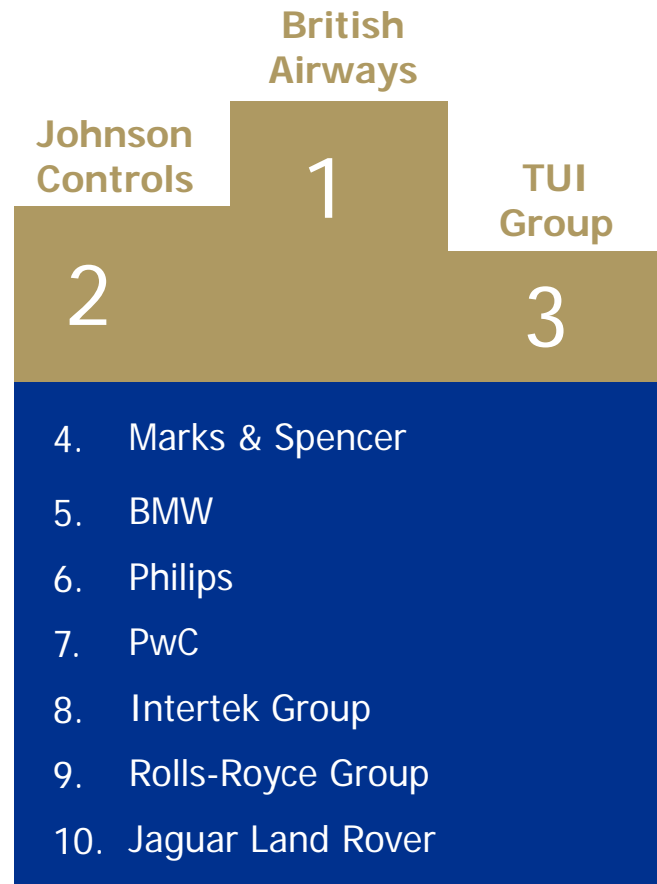 British
Airways
1
Johnson
Controls
2
TUI
Group
3
4. Marks & Spencer
5. BMW
6. Philips
7. PwC
8. Intertek Group
9. Rolls-Royce Group
10. Jaguar Land Rover